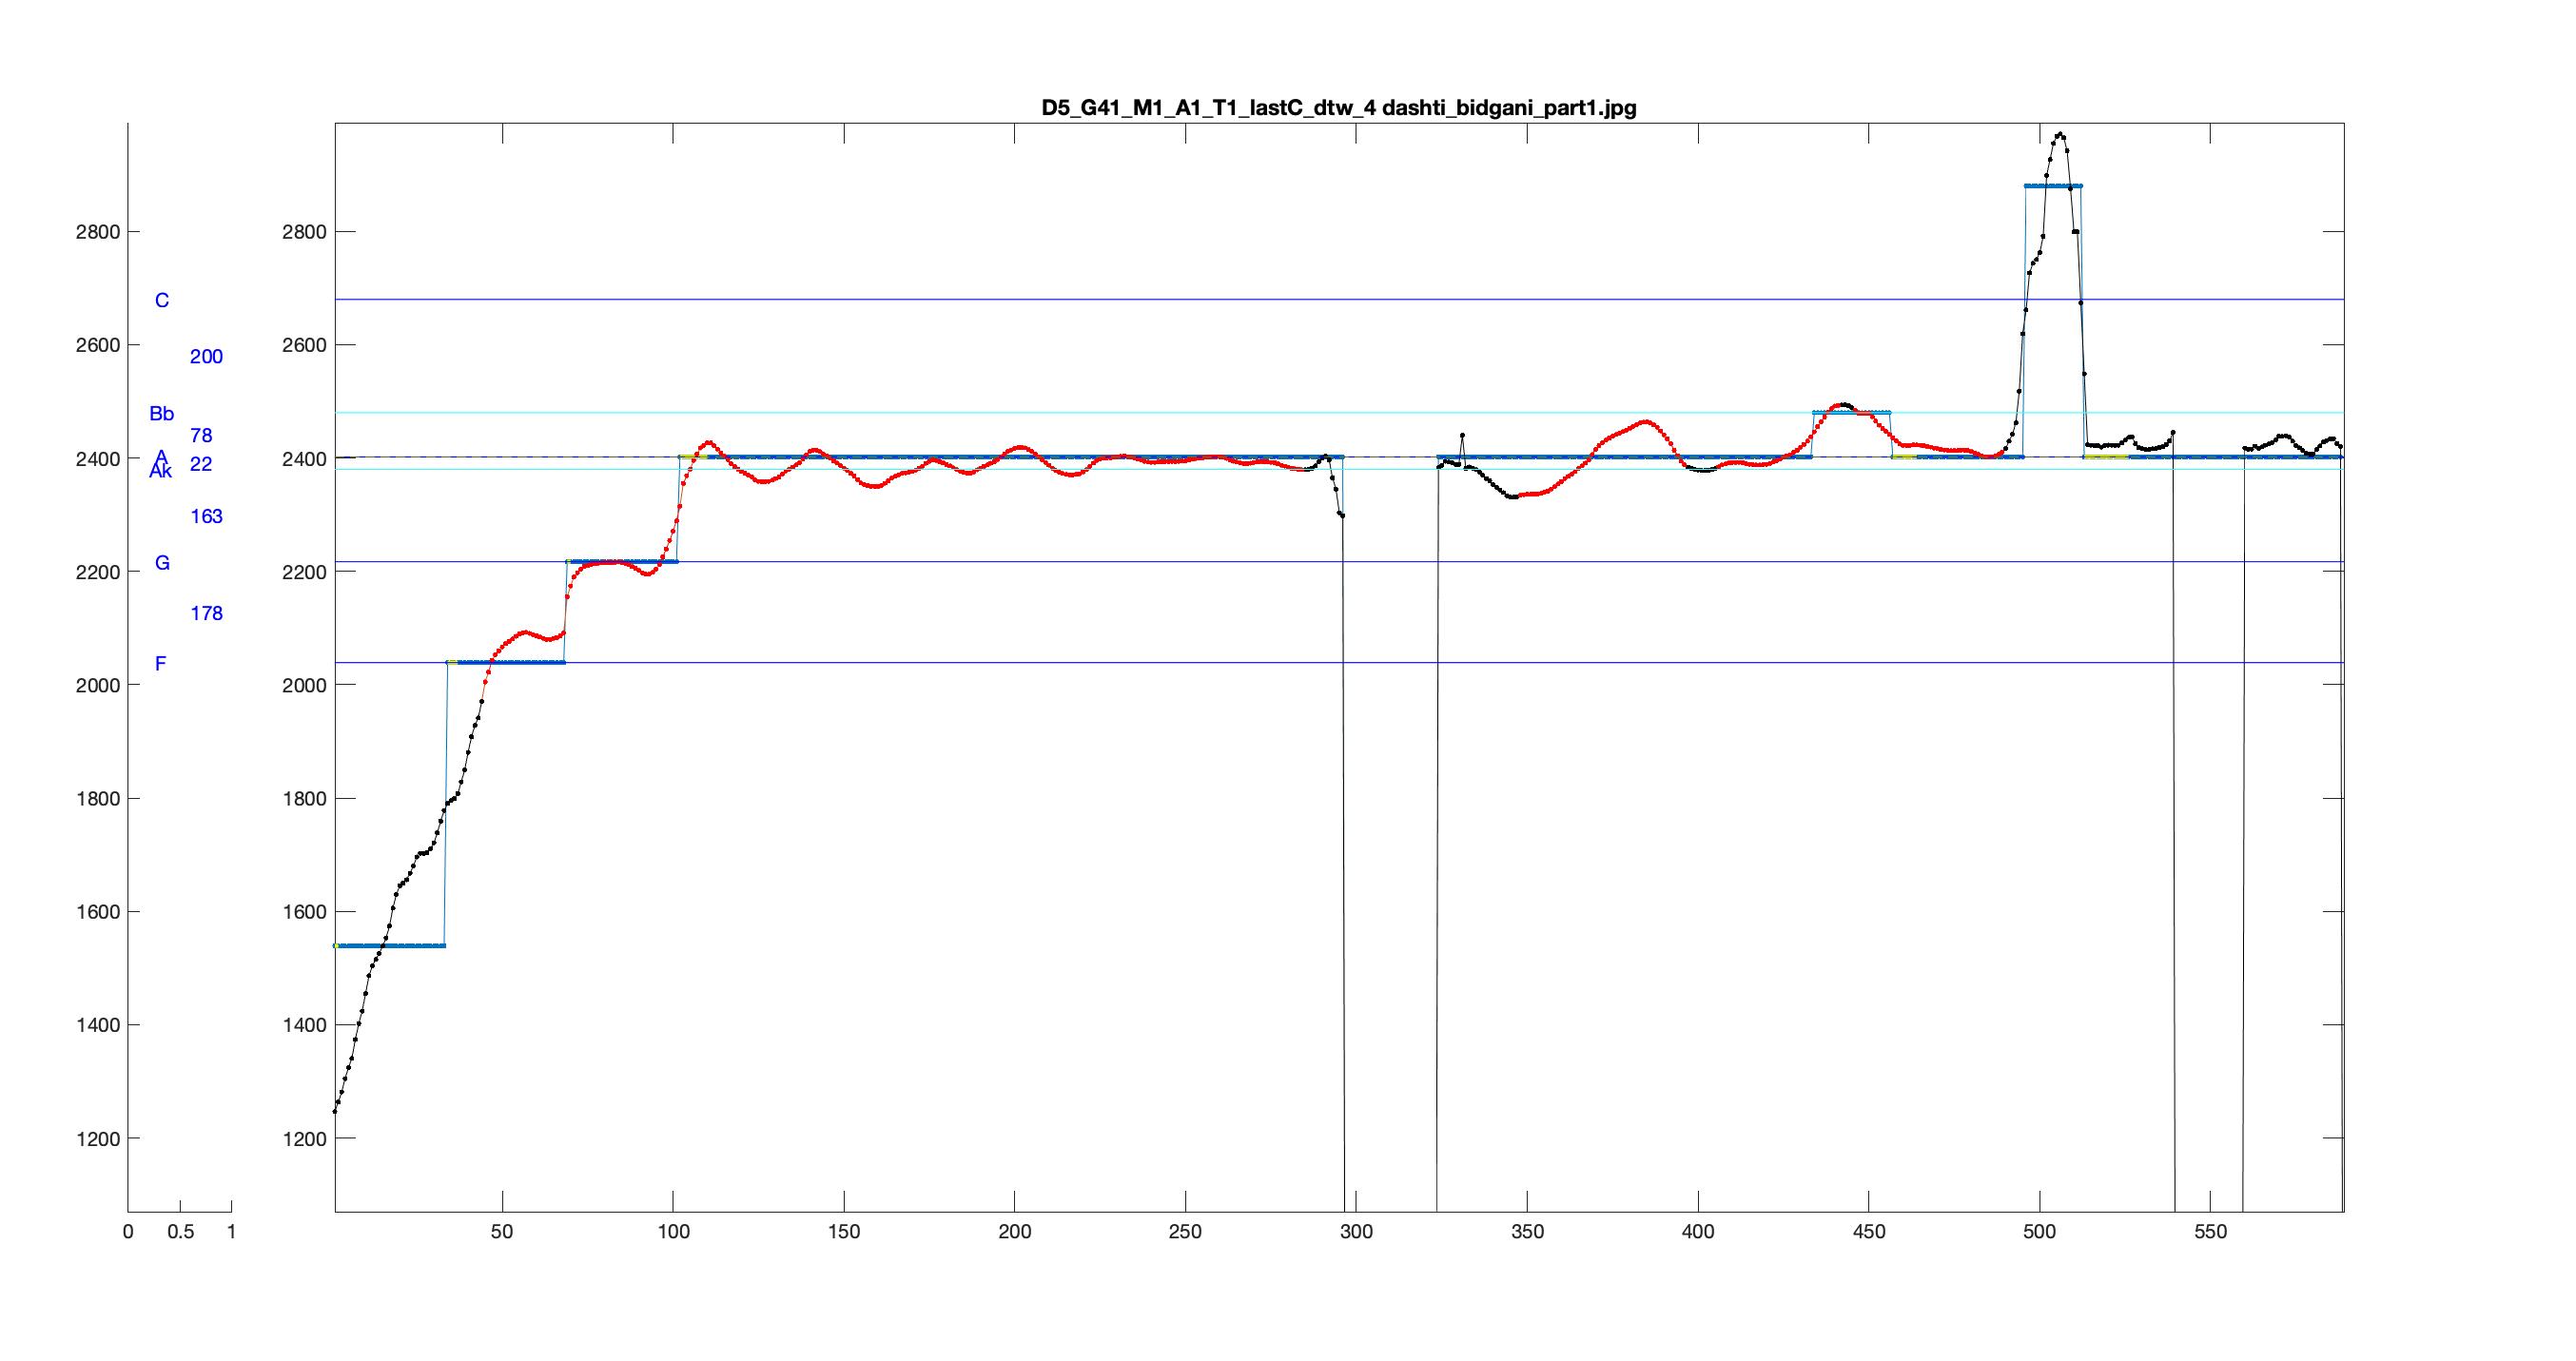 D5_G41_M1_A1_T1_lastC_dtw_4 dashti_bidgani_part1.jpg
2800 2800
C
2600 2600
200
Bb
78
2400 A 22 2400
Ak
163
G
2200 2200
178
F
2000 2000
1800 1800
1600 1600
1400 1400
1200 1200
0 0.5 1 50 100 150 200 250 300 350 400 450 500 550